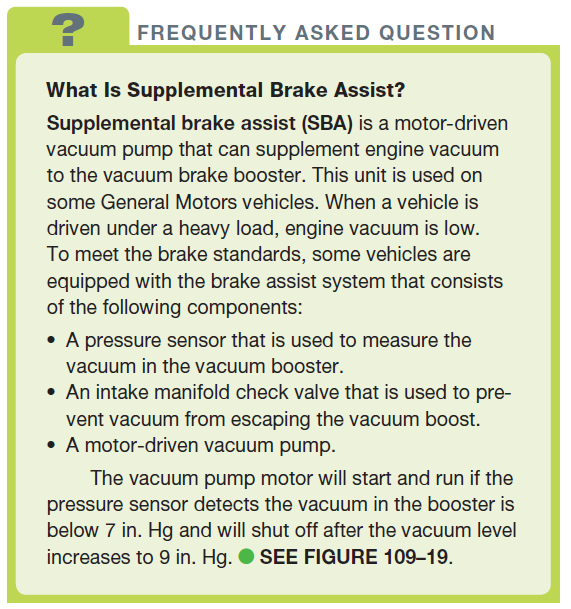 ?
FREQUENTLY ASKED QUESTION
What Is Supplemental Brake Assist?
Supplemental brake assist (SBA) is a motor-driven
vacuum pump that can supplement engine vacuum
to the vacuum brake booster. This unit is used on
some General Motors vehicles. When a vehicle is
driven under a heavy load, engine vacuum is low.
To meet the brake standards, some vehicles are
equipped with the brake assist system that consists
of the following components:
• A pressure sensor that is used to measure the
vacuum in the vacuum booster.
• An intake manifold check valve that is used to pre-
vent vacuum from escaping the vacuum boost.
• A motor-driven vacuum pump.
The vacuum pump motor will start and run if the
pressure sensor detects the vacuum in the booster is
below 7 in. Hg and will shut off after the vacuum level
increases to 9 in. Hg. ● SEE FIGURE 109–19.